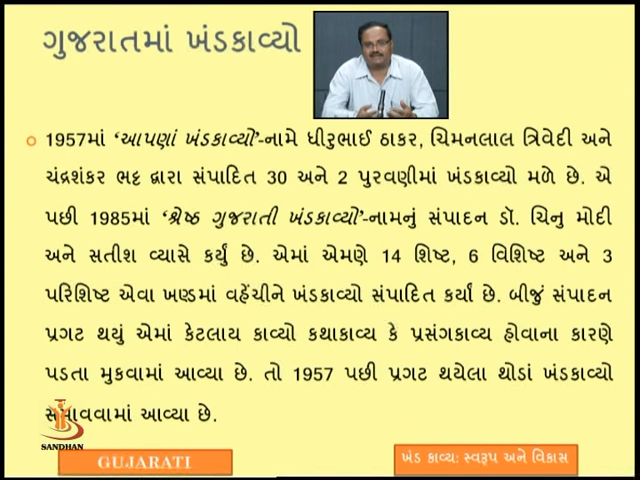 ગુજરાતમાં ખંડકાવ્યો
1957માં ‘આપણાં ખંડકાવ્યો’-નામે ધીરુભાઈ ઠાકર, ચિમનલાલ ત્રિવેદી અને
ચંદ્રશંકર ભટ્ટ દ્વારા સંપાદિત 30 અને 2 પુરવણીમાં ખંડકાવ્યો મળે છે. એ
પછી 1985માં ‘શ્રેષ્ઠ ગુજરાતી ખંડકાવ્યો’-નામનું સંપાદન ડૉ. ચિનુ મોદી
અને સતીશ વ્યાસે કર્યું છે. એમાં એમણે 14 શિષ્ટ, 6 વિશિષ્ટ અને 3
પરિશિષ્ટ એવા ખણ્ડમાં વહેંચીને ખંડકાવ્યો સંપાદિત કર્યાં છે. બીજું સંપાદન
પ્રગટ થયું એમાં કેટલાય કાવ્યો કથાકાવ્ય કે પ્રસંગકાવ્ય હોવાના કારણે
પડતા મુકવામાં આવ્યા છે. તો 1957 પછી પ્રગટ થયેલા થોડાં ખંડકાવ્યો
સમાવવામાં આવ્યા છે.
SANDHAN
GUJARATI
ખંડ કાવ્ય: સ્વરૂપ અને વિકાસ